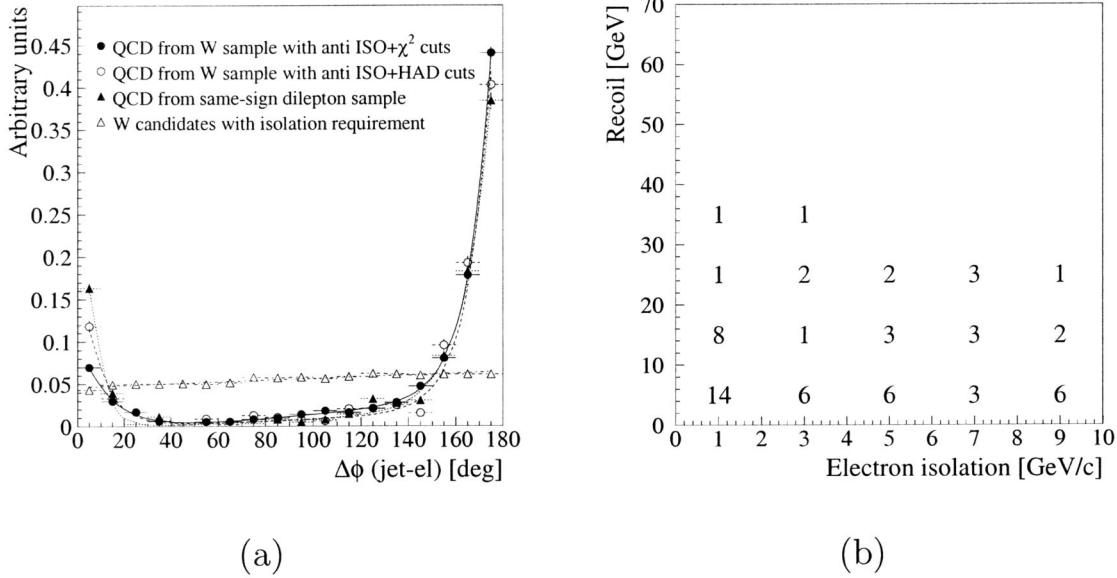 Arbitrary units
0.45
0.4
0.35
0.3
0.25
0.2
0.15
0.1
0.05
0
● QCD from W sample with anti ISO+χ² cuts
○ QCD from W sample with anti ISO+HAD cuts
▲ QCD from same-sign dilepton sample
△ W candidates with isolation requirement
0 20 40 60 80 100 120 140 160 180
Δϕ (jet-el) [deg]
(a)
Recoil [GeV]
70
60
50
40
30
20
10
0
1 1
1 2 2 3 1
8 1 3 3 2
14 6 6 3 6
0 1 2 3 4 5 6 7 8 9 10
Electron isolation [GeV/c]
(b)